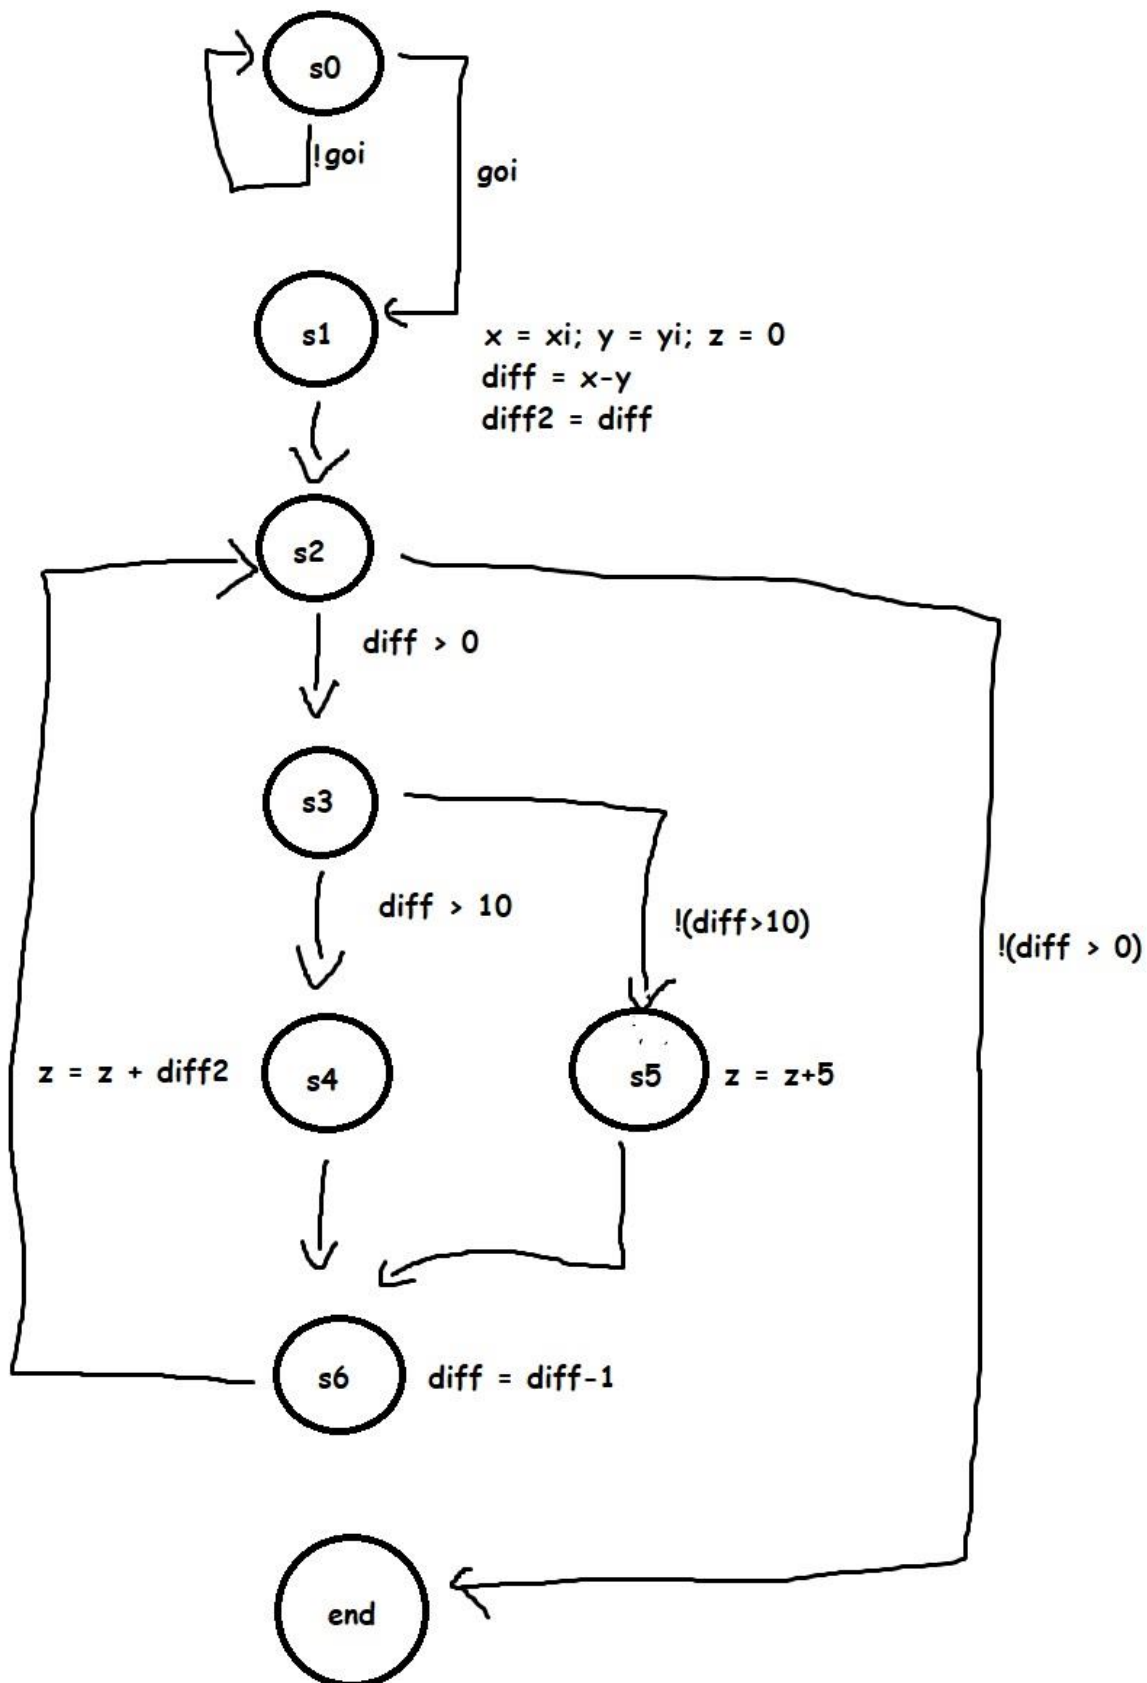 s0
!goi
goi
s1
x = xi; y = yi; z = 0
diff = x-y
diff2 = diff
s2
diff > 0
s3
diff > 10
!(diff>10)
!(diff > 0)
z = z + diff2
s4
s5
z = z+5
s6
diff = diff-1
end